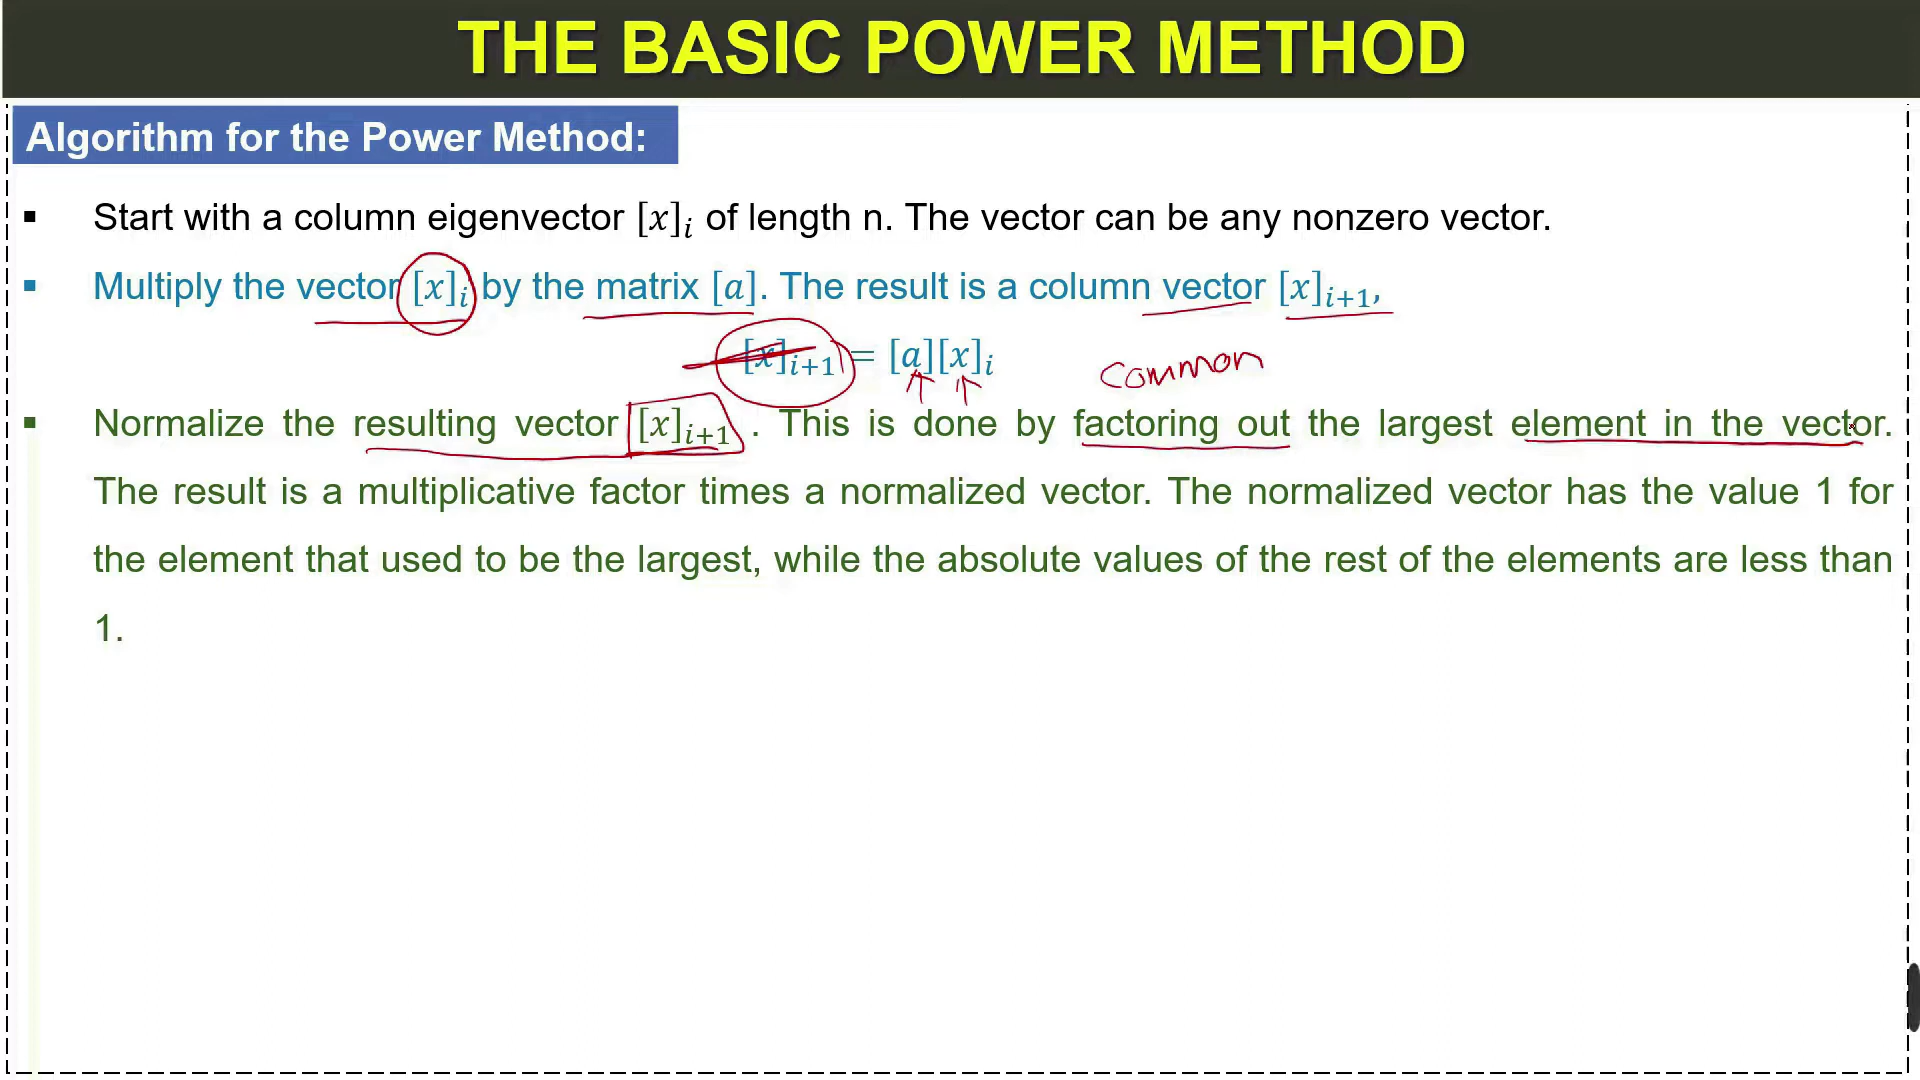 THE BASIC POWER METHOD
Algorithm for the Power Method:
▪ Start with a column eigenvector [x]ᵢ of length n. The vector can be any nonzero vector.
▪ Multiply the vector [x]ᵢ by the matrix [a]. The result is a column vector [x]ᵢ₊₁,
[x]ᵢ₊₁ = [a][x]ᵢ
common
▪ Normalize the resulting vector [x]ᵢ₊₁ . This is done by factoring out the largest element in the vector.
The result is a multiplicative factor times a normalized vector. The normalized vector has the value 1 for
the element that used to be the largest, while the absolute values of the rest of the elements are less than
1.